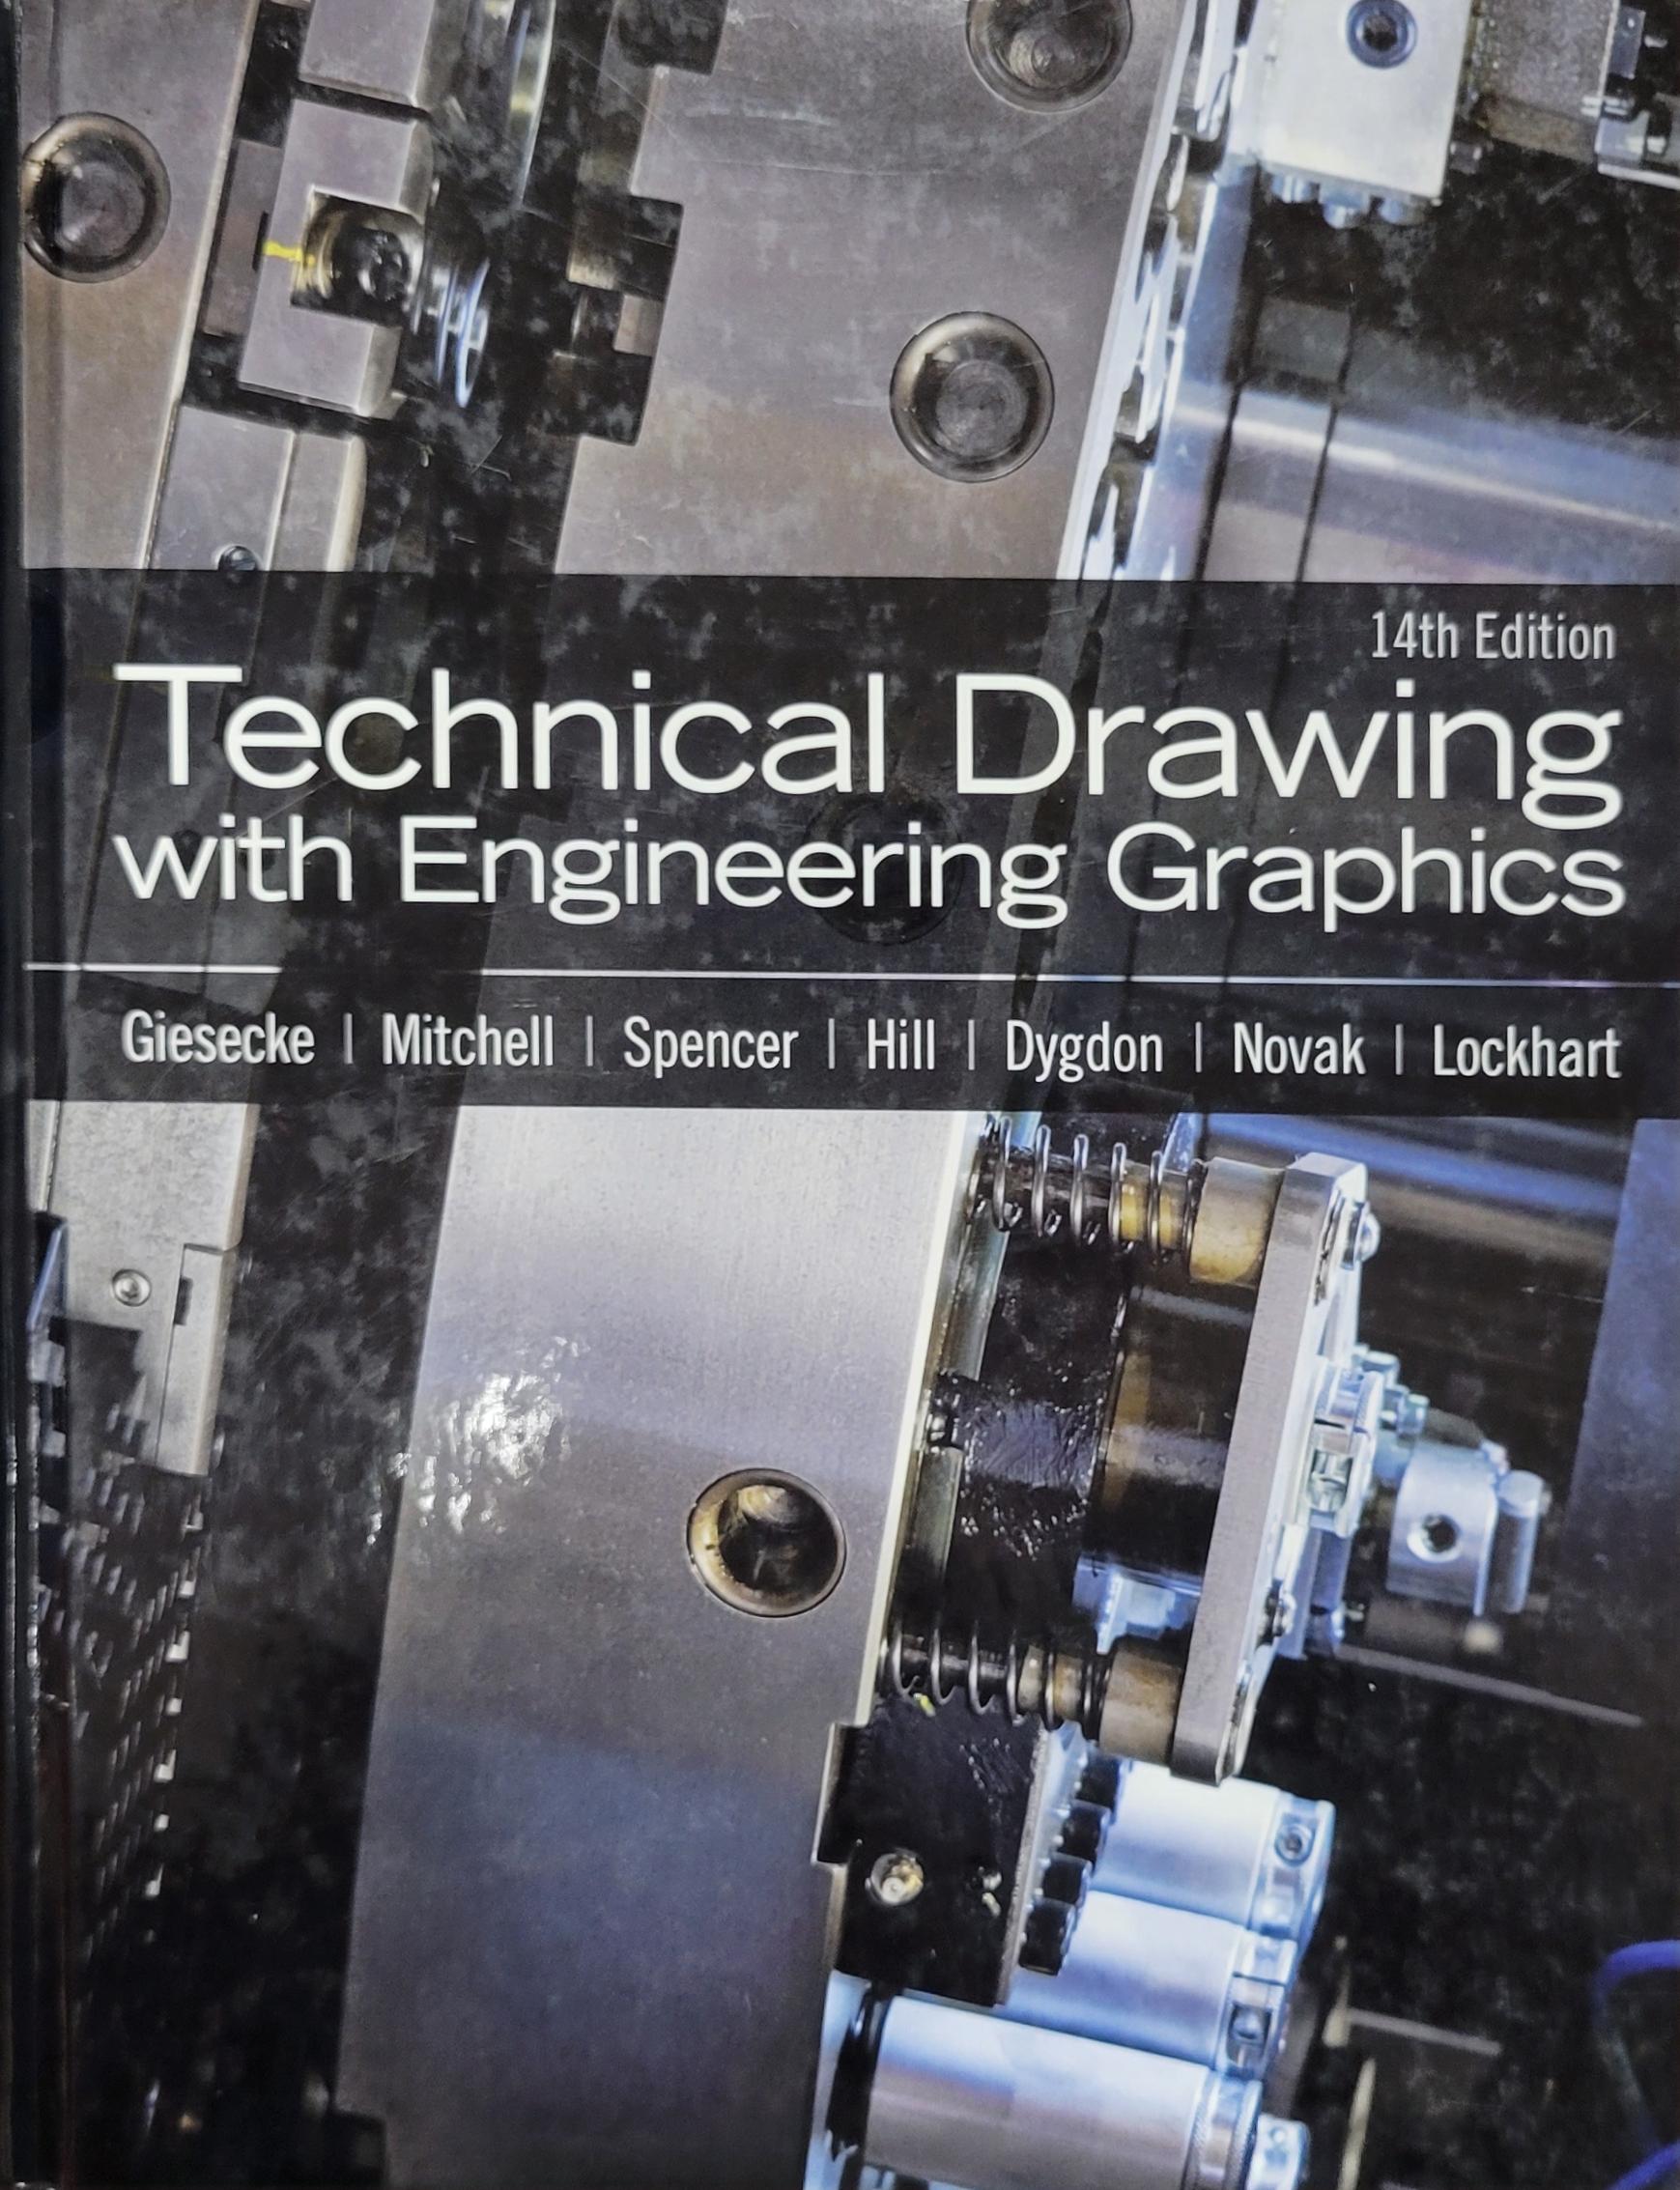 14th Edition
Technical Drawing
with Engineering Graphics
Giesecke | Mitchell | Spencer | Hill | Dygdon | Novak | Lockhart